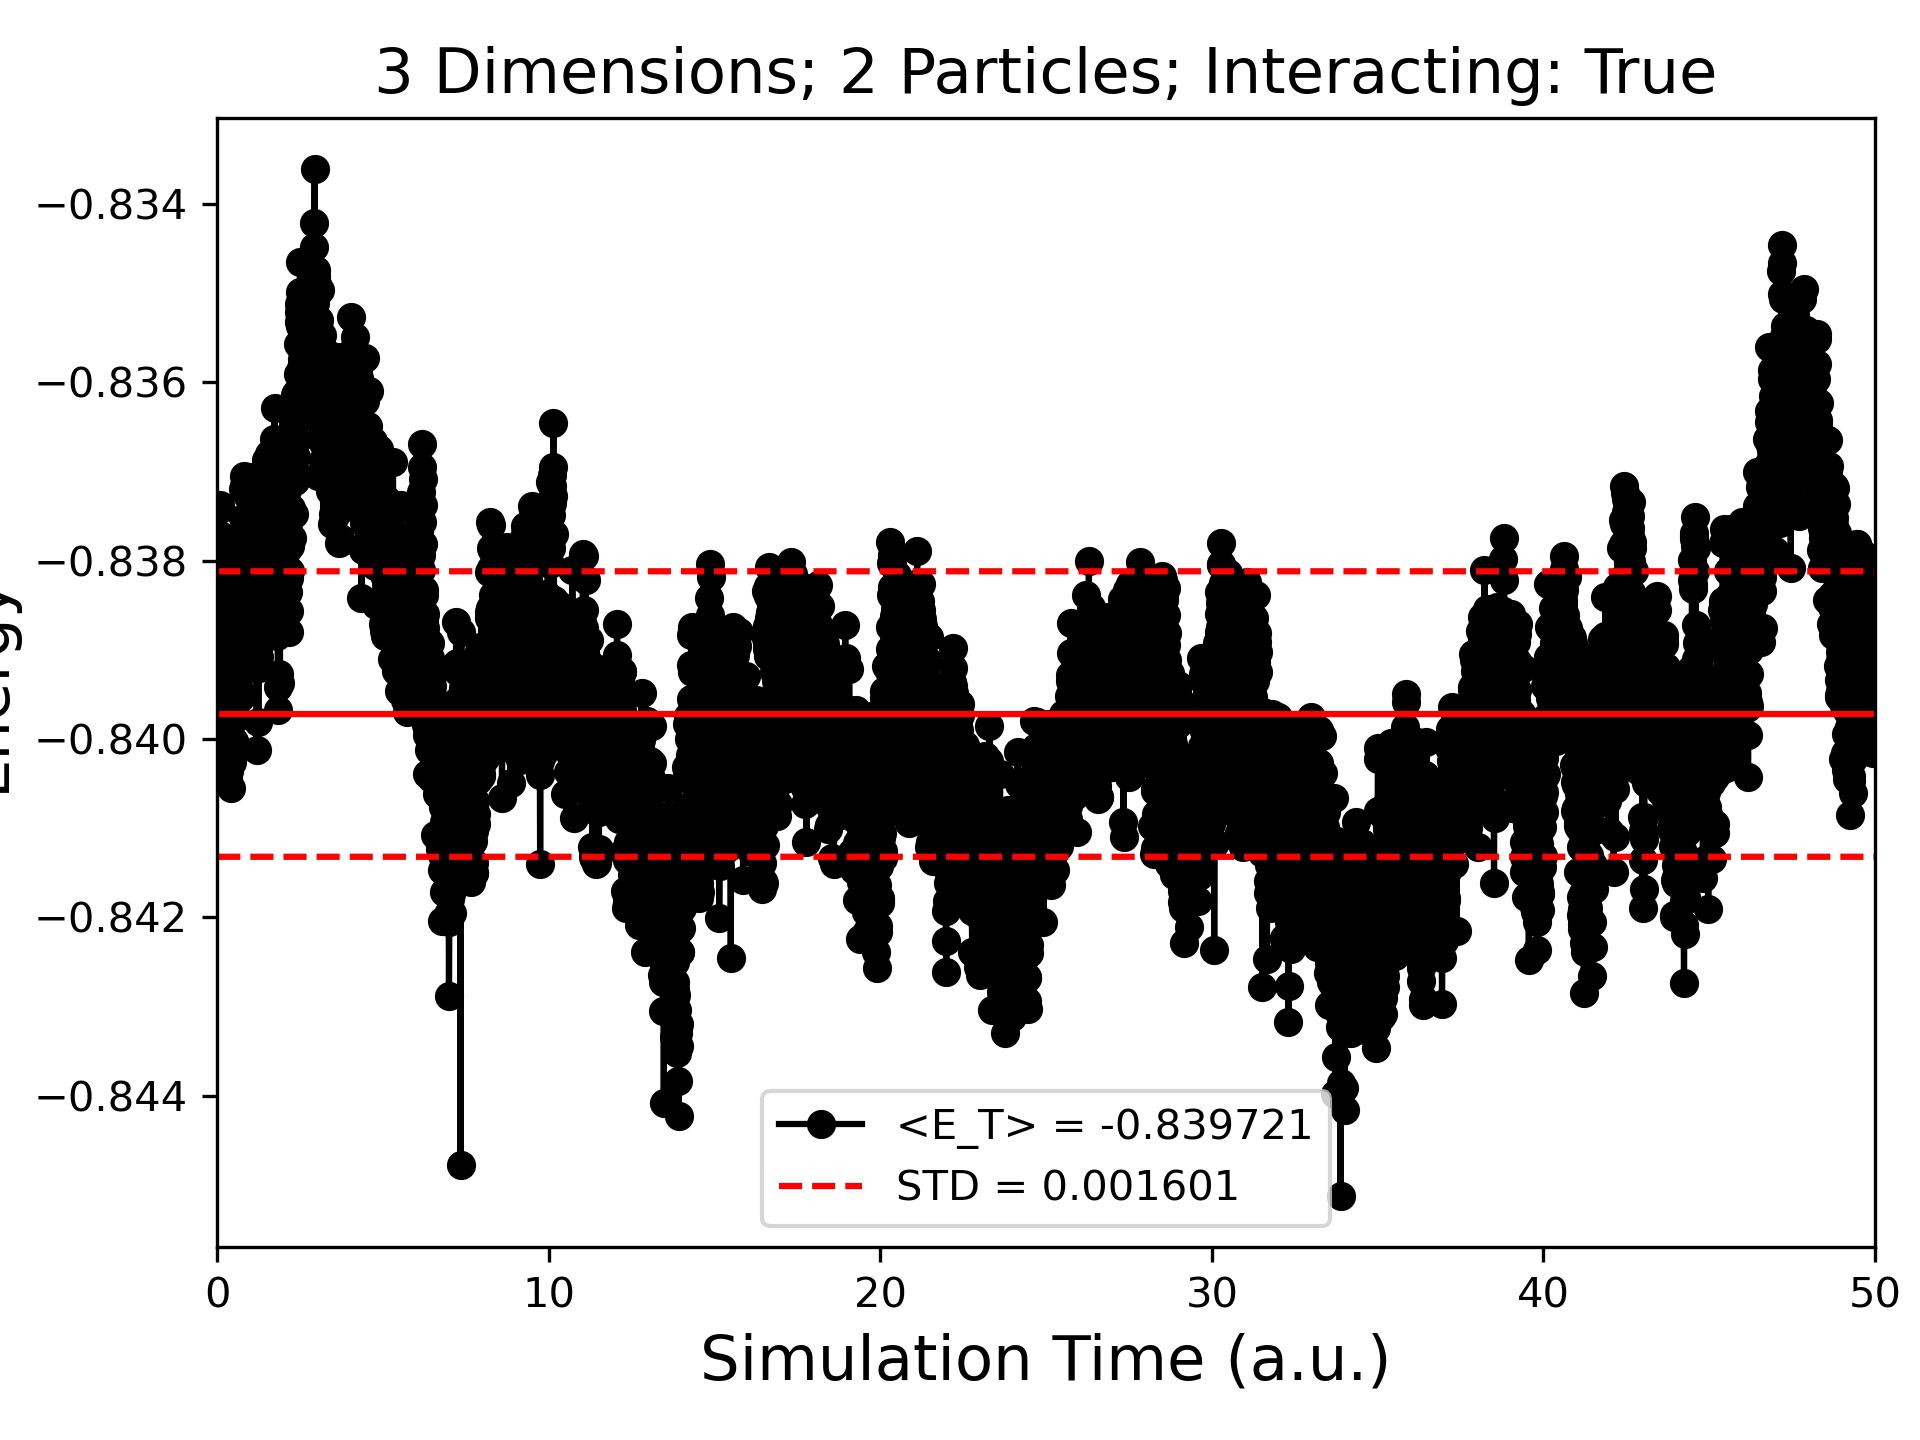 3 Dimensions; 2 Particles; Interacting: True
Energy
−0.834
−0.836
−0.838
−0.840
−0.842
−0.844
<E_T> = -0.839721
STD = 0.001601
0 10 20 30 40 50
Simulation Time (a.u.)